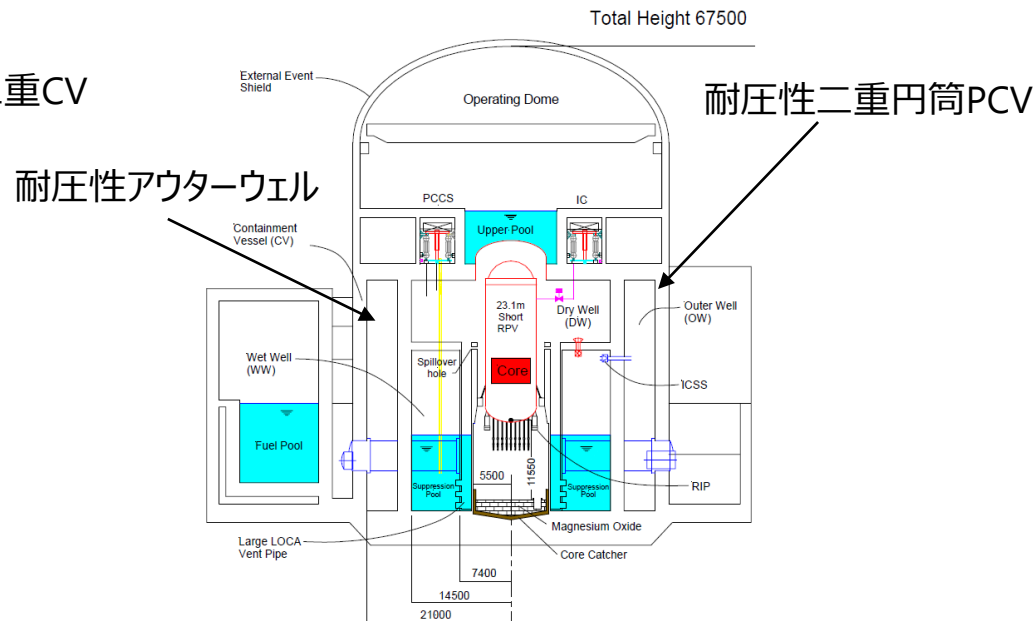 Total Height 67500
重CV
External Event
Shield
Operating Dome
耐圧性二重円筒PCV
耐圧性アウターウェル
PCCS
IC
Containment
Vessel (CV)
Upper Pool
23.1m
Short
RPV
Dry Well
(DW)
Outer Well
(OW)
Wet Well
(WW)
Spillover
hole
Core
ICSS
Fuel Pool
5500
11550
Suppression
Pool
Suppression
Pool
RIP
Magnesium Oxide
Large LOCA
Vent Pipe
Core Catcher
7400
14500
21000